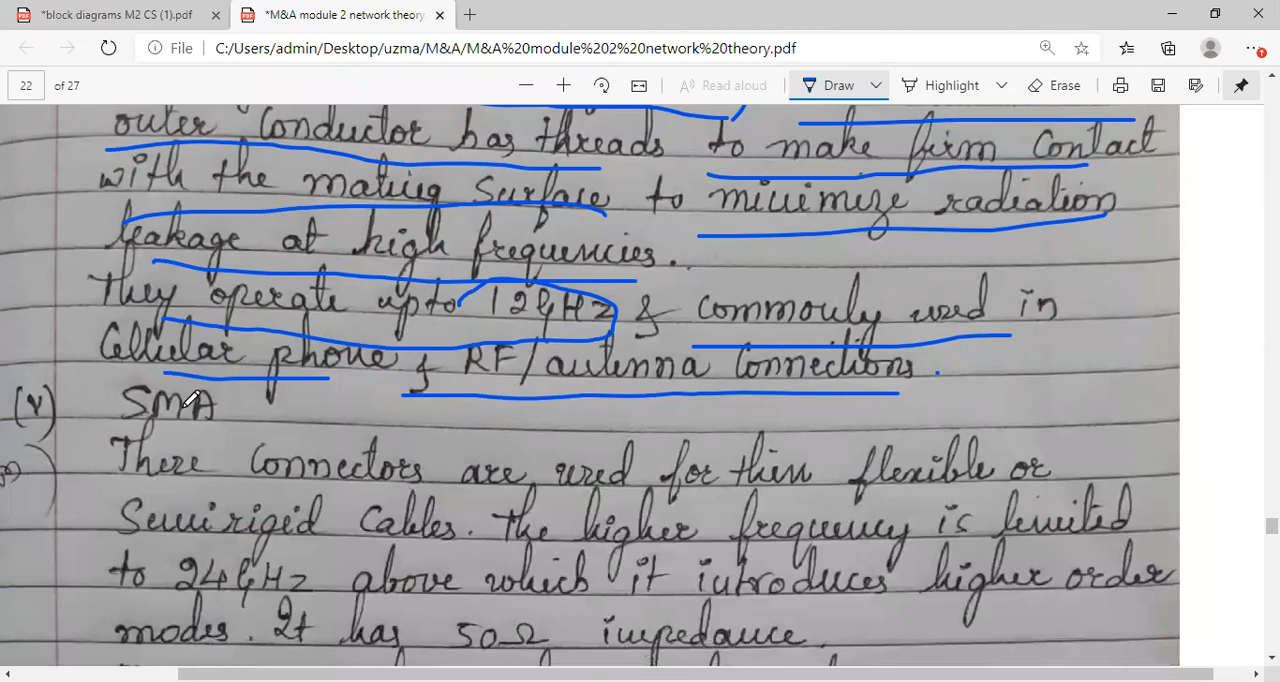 *block diagrams M2 CS (1).pdf
*M&A module 2 network theory.
File
C:/Users/admin/Desktop/uzma/M&A/M&A%20module%202%20network%20theory.pdf
22 of 27
Read aloud
Draw
Highlight
Erase
outer Conductor has threads to make firm Contact
with the mating Surface to minimize radiation
leakage at high frequencies.
They operate upto 12GHz & commonly used in
Cellular phone & RF/antenna Connections.
(V) SMA
These Connectors are used for thin flexible or
Semirigid Cables. The higher frequency is limited
to 24GHz above which it introduces higher order
modes. It has 50Ω impedance.